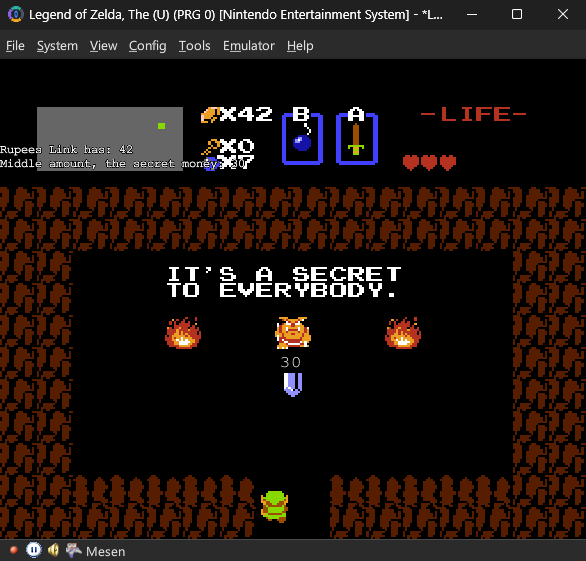 Legend of Zelda, The (U) (PRG 0) [Nintendo Entertainment System] - *L...
File System View Config Tools Emulator Help
X42 B A -LIFE-
Rupees Link has: 42
X0
Middle amount, the secret money: 30
X7
IT'S A SECRET
TO EVERYBODY.
30
Mesen